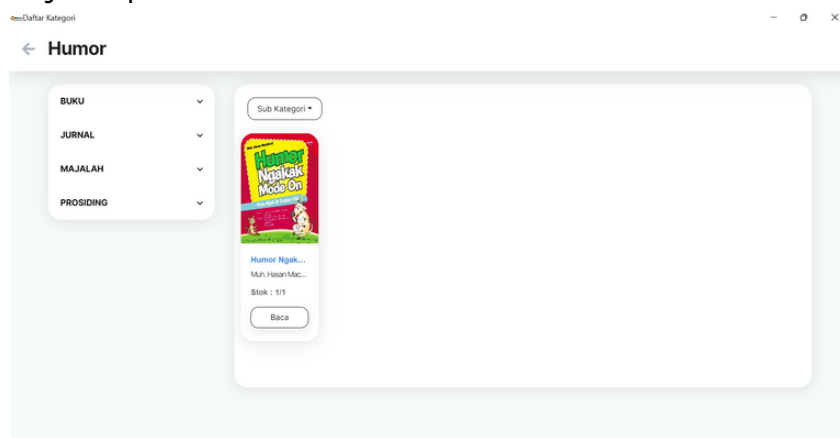 Daftar Kategori
Humor
BUKU
JURNAL
MAJALAH
PROSIDING
Sub Kategori
Humor
Ngakak
Mode On
Humor Ngak...
Muh. Hasan Mac...
Stok : 1/1
Baca